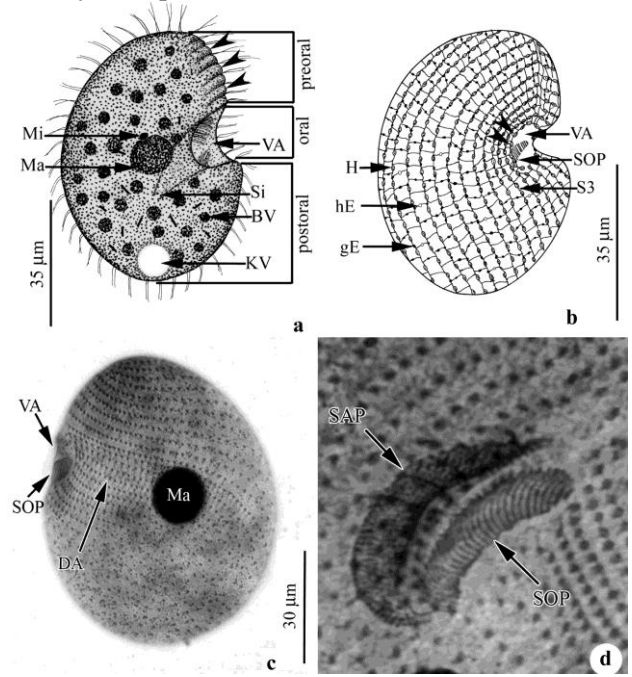 preoral
Mi
Ma
VA
oral
Si
BV
KV
postoral
35 µm
a
VA
SOP
S3
H
hE
gE
35 µm
b
VA
SOP
DA
Ma
30 µm
c
SAP
SOP
d